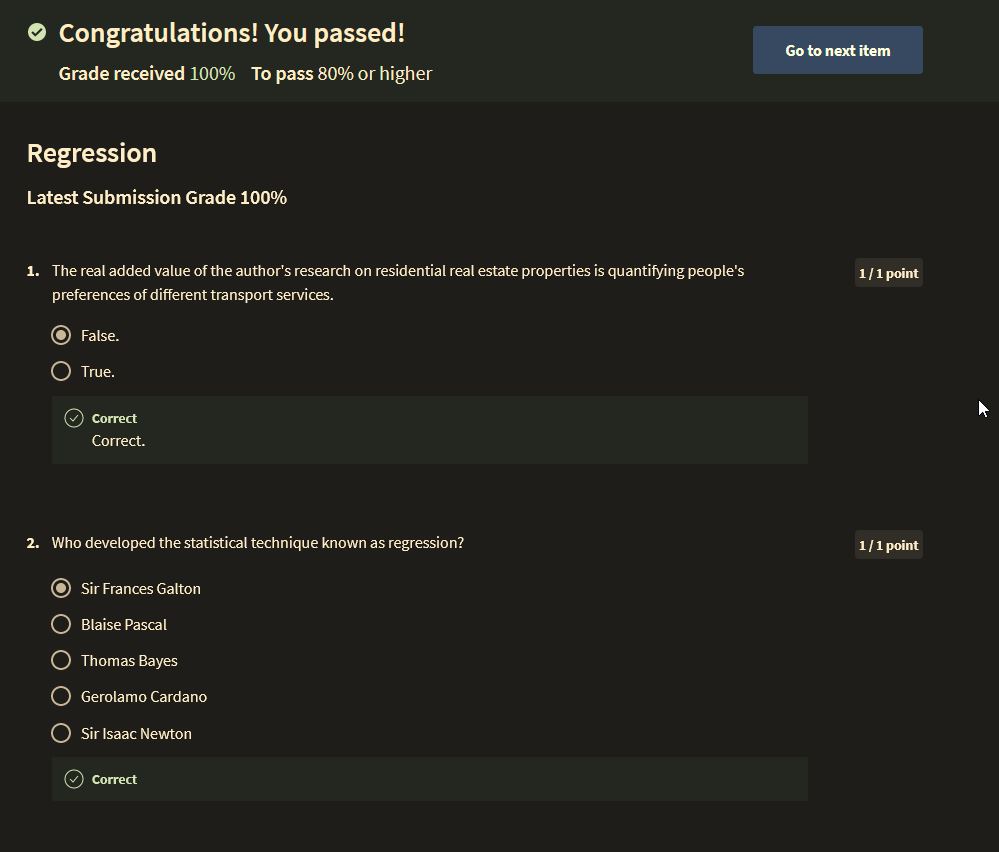 Congratulations! You passed!
Grade received 100% To pass 80% or higher
Go to next item
Regression
Latest Submission Grade 100%
1. The real added value of the author's research on residential real estate properties is quantifying people's
preferences of different transport services.
1 / 1 point
False.
True.
Correct
Correct.
2. Who developed the statistical technique known as regression?
1 / 1 point
Sir Frances Galton
Blaise Pascal
Thomas Bayes
Gerolamo Cardano
Sir Isaac Newton
Correct